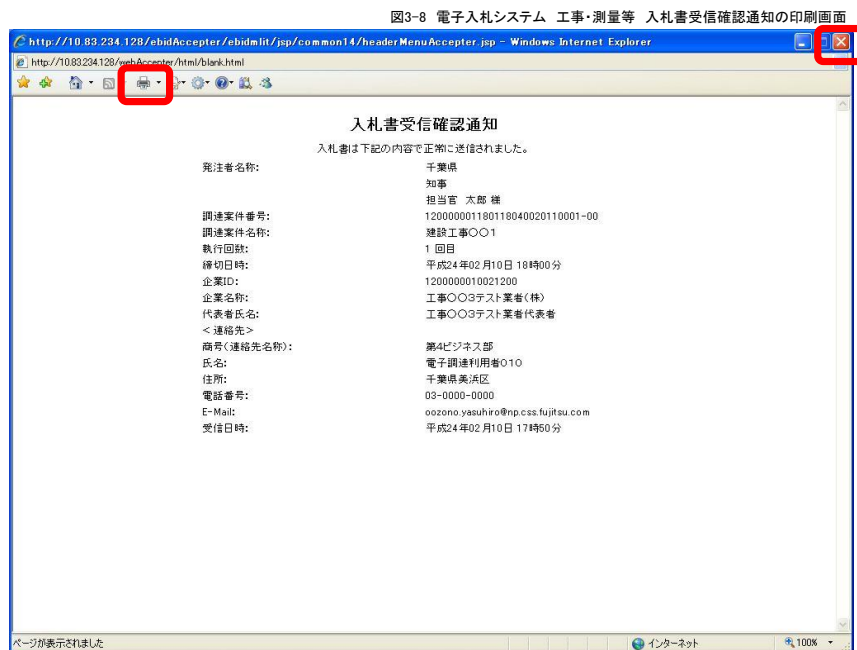 図3-8 電子入札システム 工事・測量等 入札書受信確認通知の印刷画面
http://10.83.234.128/ebidAccepter/ebidmlit/jsp/common14/headerMenuAccepter.jsp - Windows Internet Explorer
http://10.83.234.128/webAccepter/html/blank.html
入札書受信確認通知
入札書は下記の内容で正常に送信されました。
発注者名称: 千葉県
知事
担当官 太郎 様
調達案件番号: 120000001180118040020110001-00
調達案件名称: 建設工事○○1
執行回数: 1 回目
締切日時: 平成24年02月10日 18時00分
企業ID: 1200000010021200
企業名称: 工事○○3テスト業者(株)
代表者氏名: 工事○○3テスト業者代表者
<連絡先>
商号(連絡先名称): 第4ビジネス部
氏名: 電子調達利用者010
住所: 千葉県美浜区
電話番号: 03-0000-0000
E-Mail: oozono.yasuhiro@np.css.fujitsu.com
受信日時: 平成24年02月10日 17時50分
ページが表示されました インターネット 100%